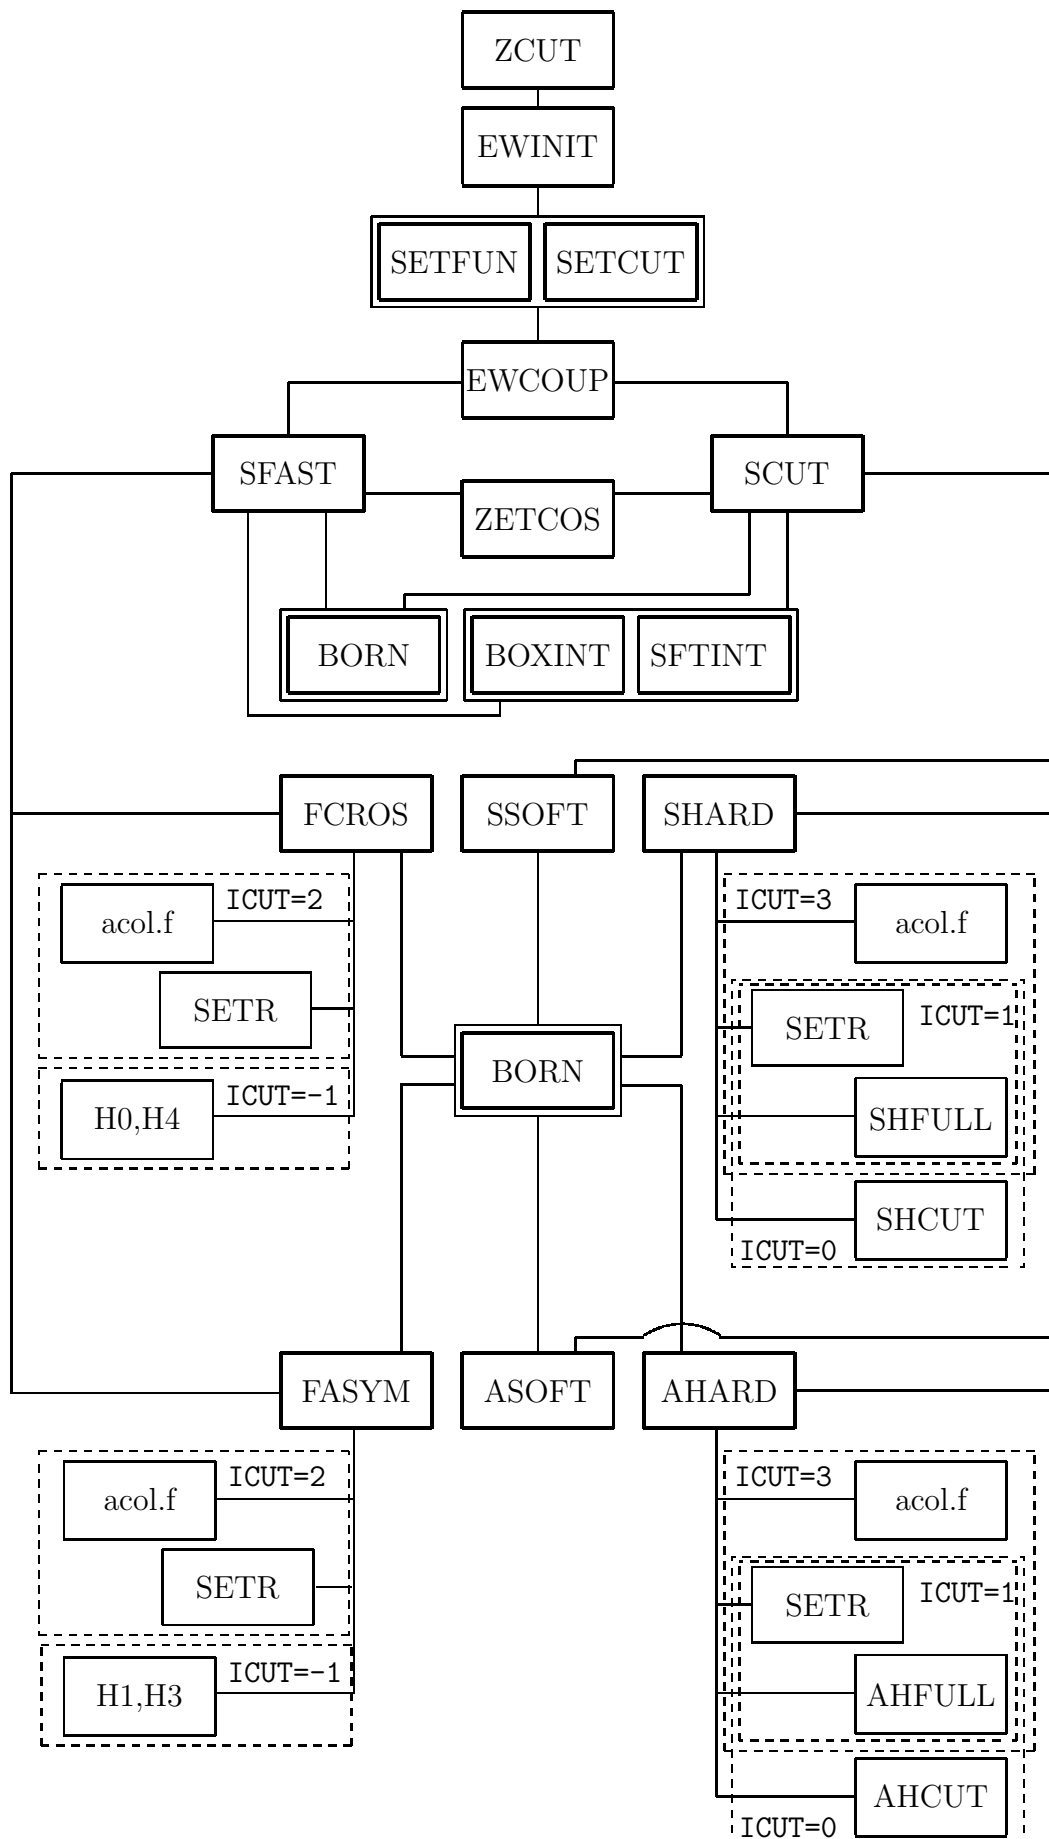 ZCUT
EWINIT
SETFUN SETCUT
EWCOUP
SFAST SCUT
ZETCOS
BORN BOXINT SFTINT
FCROS SSOFT SHARD
ICUT=2 ICUT=3
acol.f acol.f
SETR SETR ICUT=1
BORN
ICUT=-1
H0,H4 SHFULL
SHCUT
ICUT=0
FASYM ASOFT AHARD
ICUT=2 ICUT=3
acol.f acol.f
SETR SETR ICUT=1
ICUT=-1
H1,H3 AHFULL
AHCUT
ICUT=0